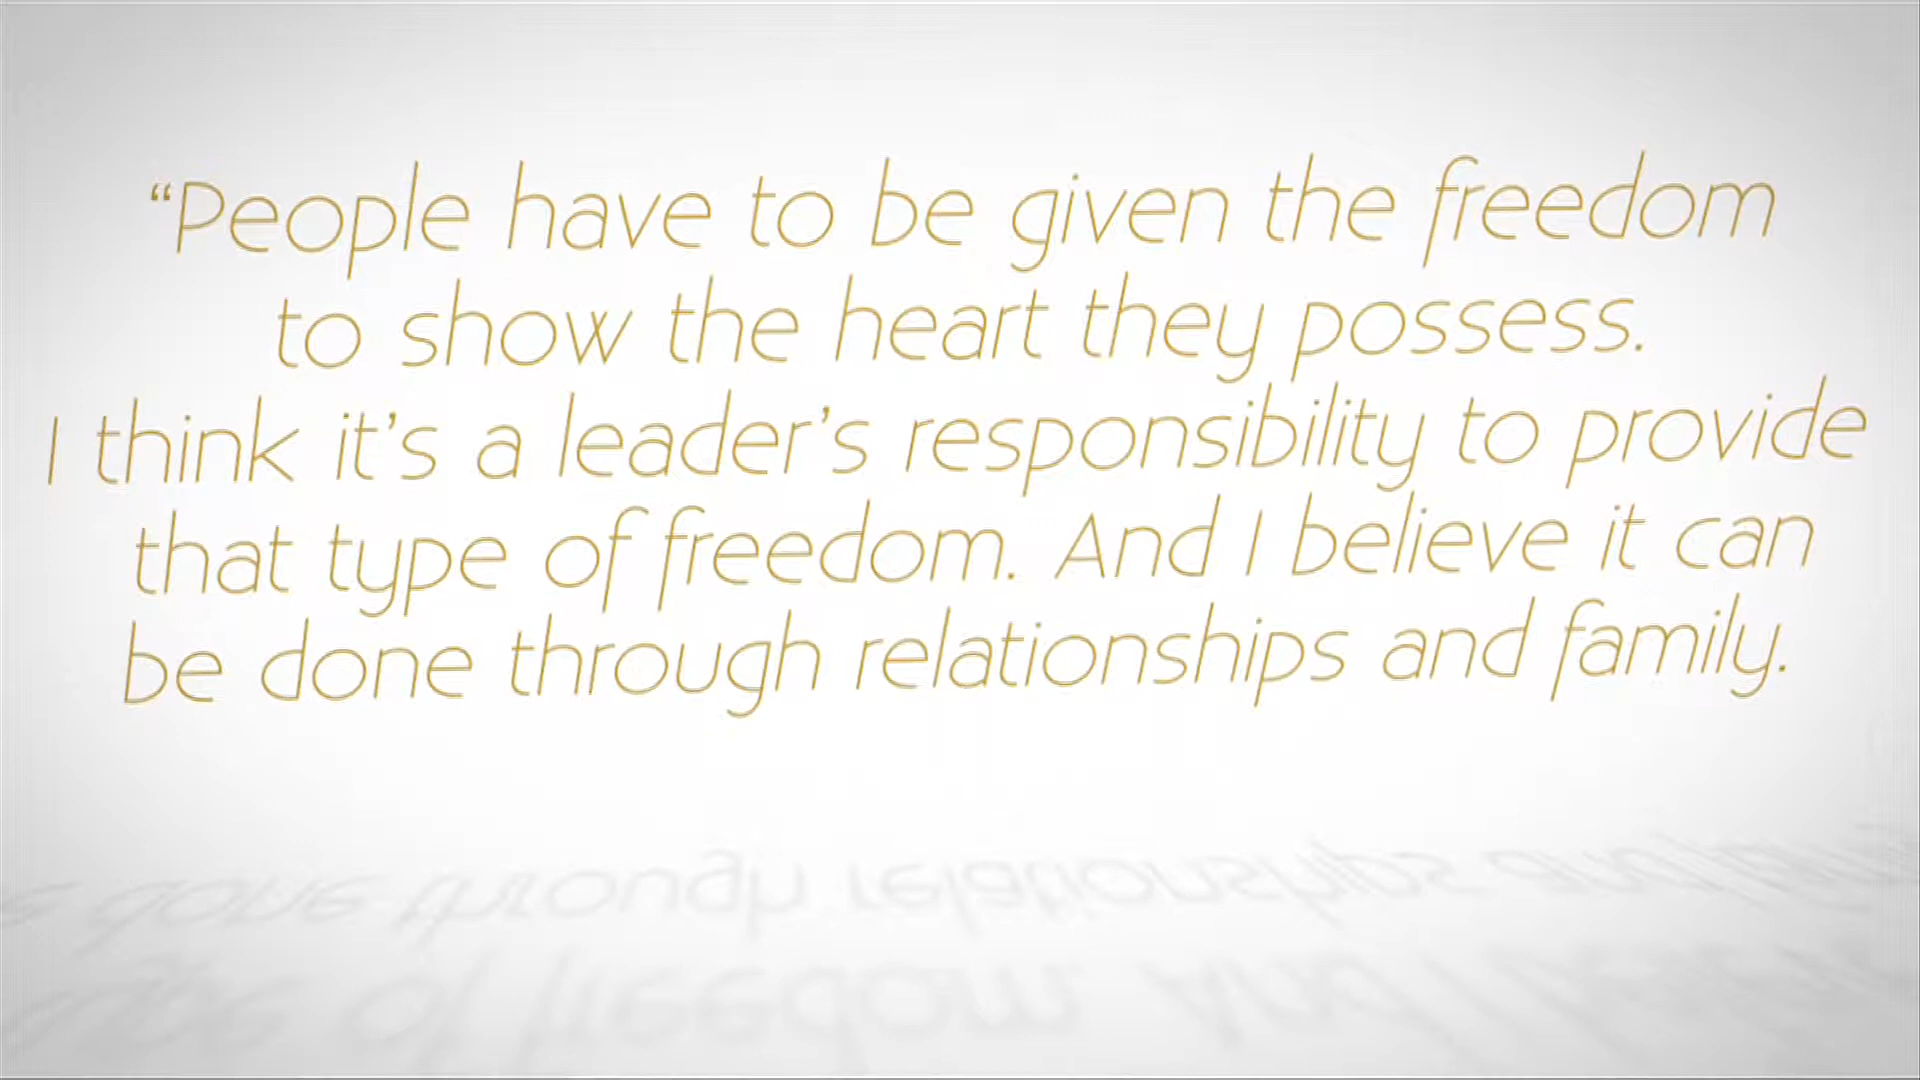 “People have to be given the freedom
to show the heart they possess.
I think it’s a leader’s responsibility to provide
that type of freedom. And I believe it can
be done through relationships and family.